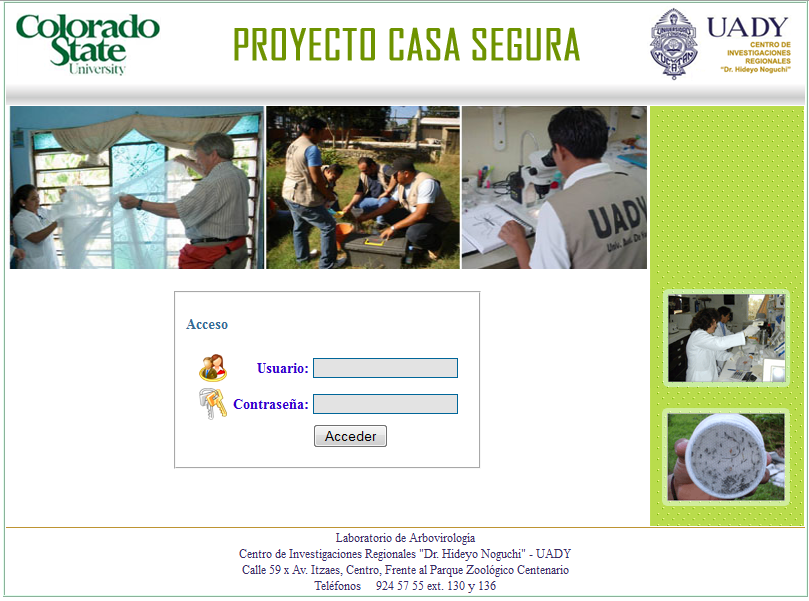 Colorado
State
University
PROYECTO CASA SEGURA
UADY
CENTRO DE
INVESTIGACIONES
REGIONALES
"Dr. Hideyo Noguchi"
UADY
Acceso
Usuario:
Contraseña:
Acceder
Laboratorio de Arbovirología
Centro de Investigaciones Regionales "Dr. Hideyo Noguchi" - UADY
Calle 59 x Av. Itzaes, Centro, Frente al Parque Zoológico Centenario
Teléfonos 924 57 55 ext. 130 y 136